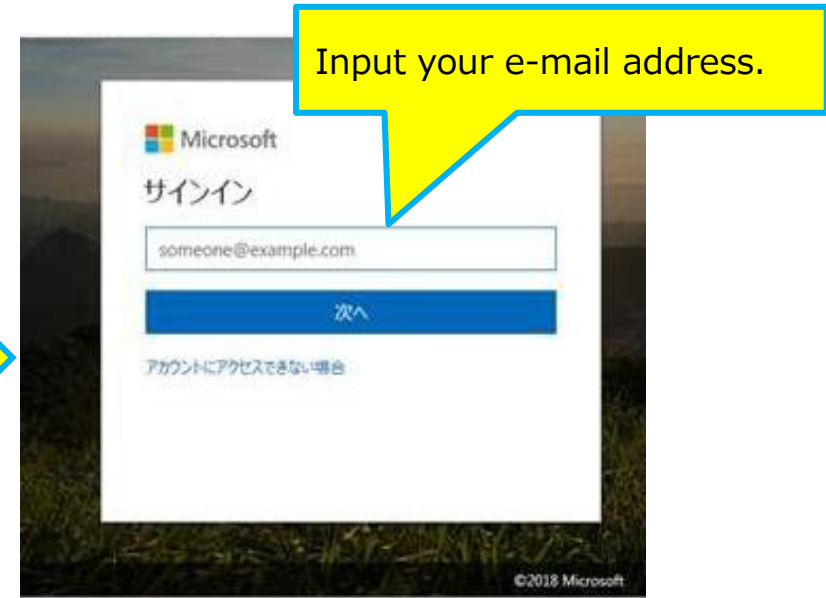 Input your e-mail address.
Microsoft
サインイン
someone@example.com
次へ
アカウントにアクセスできない場合
©2018 Microsoft